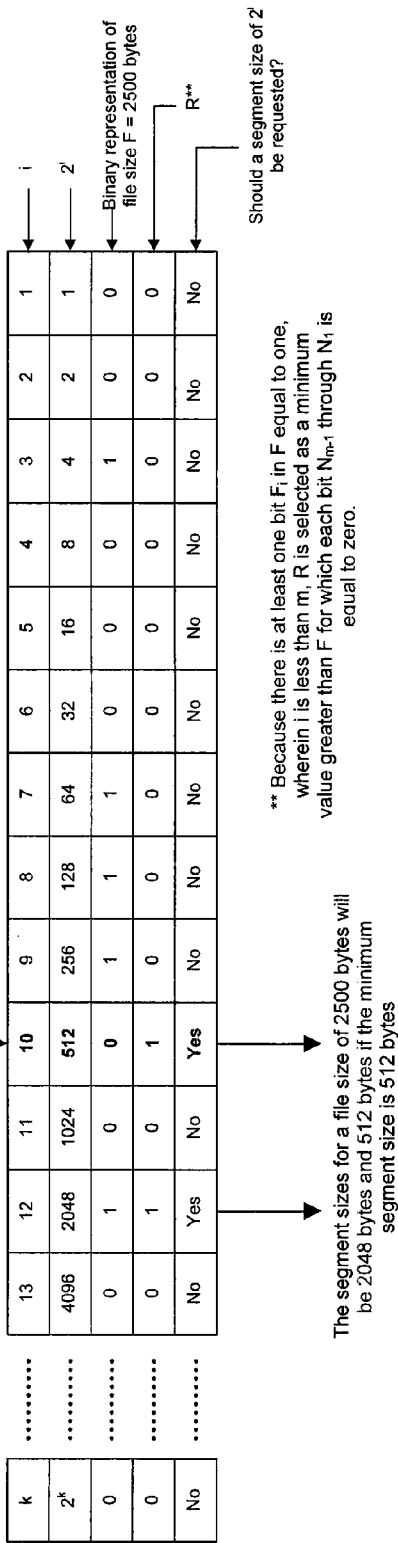 k .......... 13 12 11 10 9 8 7 6 5 4 3 2 1 i
2^k .......... 4096 2048 1024 512 256 128 64 32 16 8 4 2 1 2^i
0 .......... 0 1 0 0 1 1 1 0 0 0 1 0 0 Binary representation of
file size F = 2500 bytes
0 .......... 0 1 0 1 0 0 0 0 0 0 0 0 0 R**
No .......... No Yes No Yes No No No No No No No No No Should a segment size of 2^i
be requested?
The segment sizes for a file size of 2500 bytes will
be 2048 bytes and 512 bytes if the minimum
segment size is 512 bytes
** Because there is at least one bit F_i in F equal to one,
wherein i is less than m, R is selected as a minimum
value greater than F for which each bit N_m-1 through N_1 is
equal to zero.